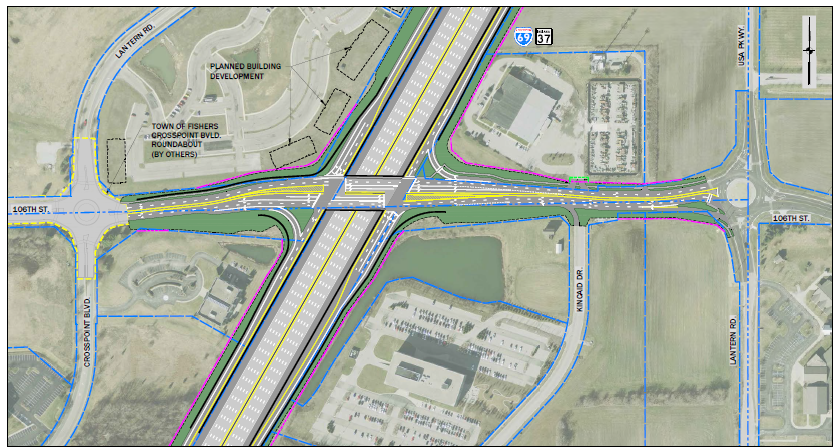 LANTERN RD.
PLANNED BUILDING
DEVELOPMENT
69
37
USA PKWY.
TOWN OF FISHERS
CROSSPOINT BLVD.
ROUNDABOUT
(BY OTHERS)
106TH ST.
106TH ST.
KINCAID DR.
CROSSPOINT BLVD.
LANTERN RD.